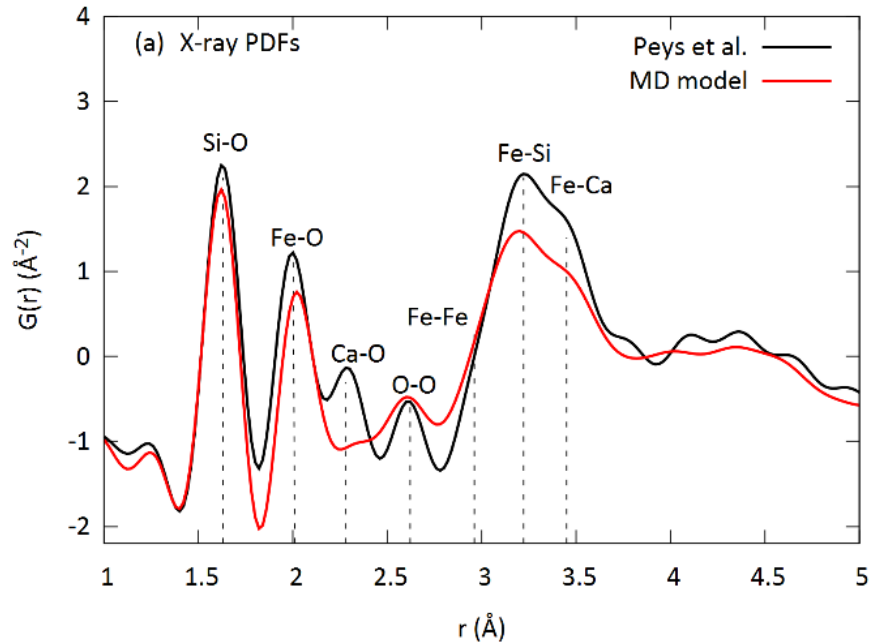 (a) X-ray PDFs
Peys et al.
MD model
Si-O
Fe-O
Ca-O
O-O
Fe-Fe
Fe-Si
Fe-Ca
G(r) (Å⁻²)
4
3
2
1
0
-1
-2
1 1.5 2 2.5 3 3.5 4 4.5 5
r (Å)